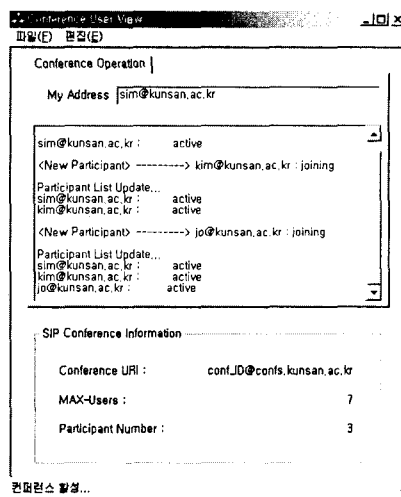 Conference User View
파일(F) 편집(E)
Conference Operation
My Address sim@kunsan.ac.kr
sim@kunsan.ac.kr : active
<New Participant> ---------> kim@kunsan.ac.kr : joining
Participant List Update...
sim@kunsan.ac.kr : active
kim@kunsan.ac.kr : active
<New Participant> ---------> jo@kunsan.ac.kr : joining
Participant List Update...
sim@kunsan.ac.kr : active
kim@kunsan.ac.kr : active
jo@kunsan.ac.kr : active
SIP Conference Information
Conference URI : conf_ID@confs.kunsan.ac.kr
MAX-Users : 7
Participant Number : 3
컨퍼런스 활성...